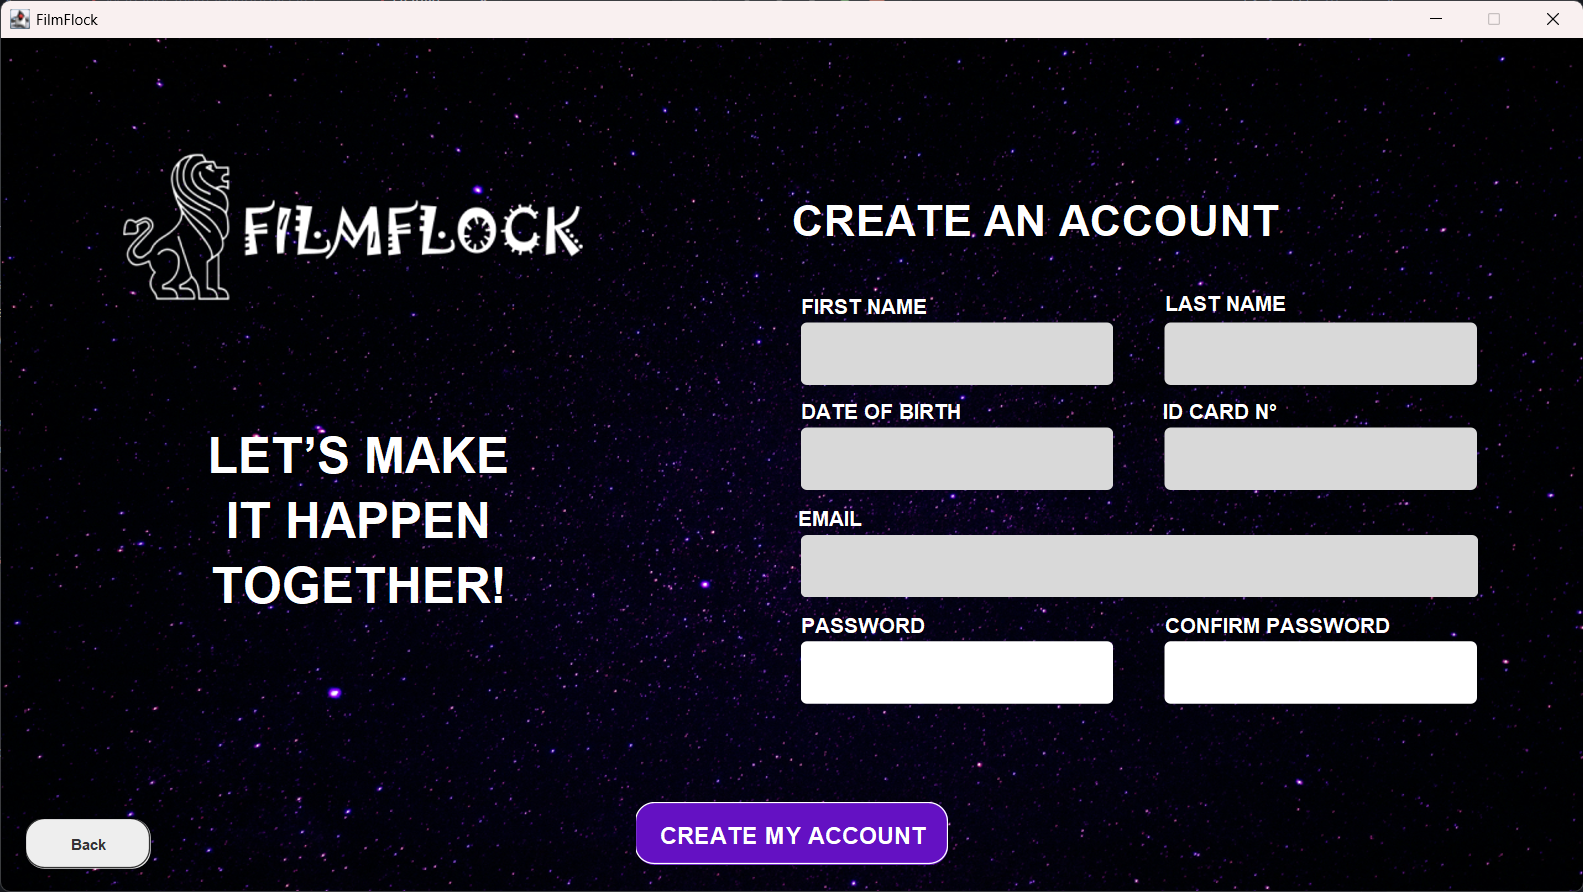 FilmFlock
FILMFLOCK
CREATE AN ACCOUNT
FIRST NAME
LAST NAME
DATE OF BIRTH
ID CARD Nº
EMAIL
LET’S MAKE
IT HAPPEN
TOGETHER!
PASSWORD
CONFIRM PASSWORD
CREATE MY ACCOUNT
Back